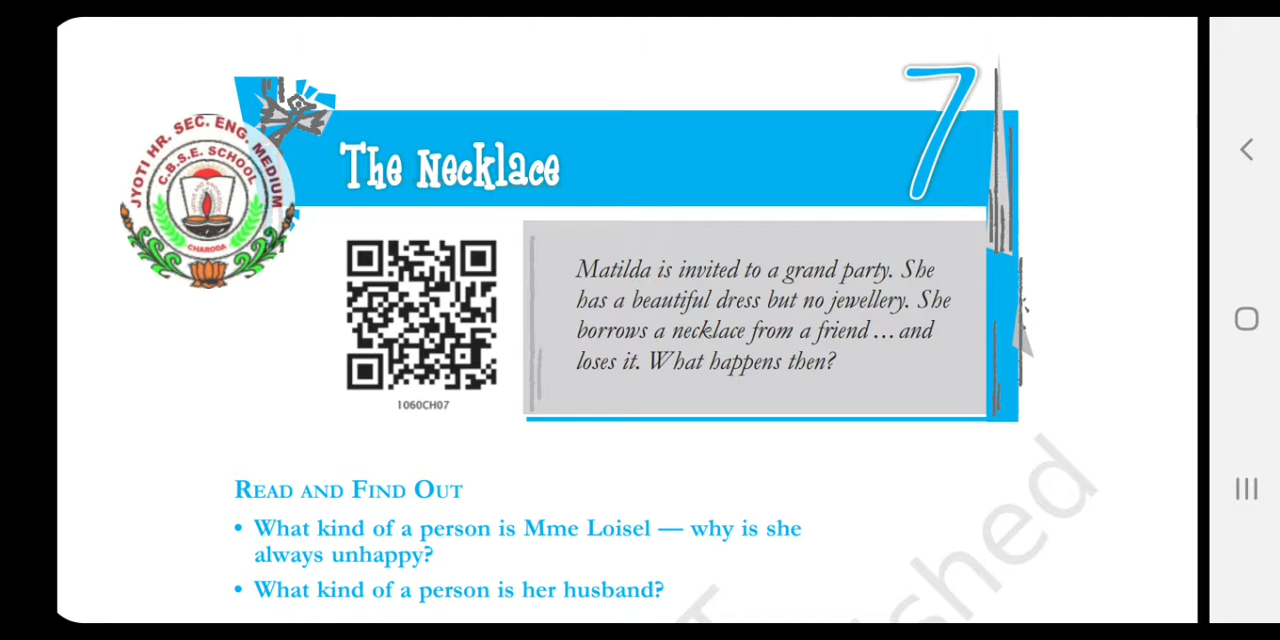 7
The Necklace
JYOTI HR. SEC. ENG. MEDIUM
C.B.S.E. SCHOOL
CHARODA
Matilda is invited to a grand party. She
has a beautiful dress but no jewellery. She
borrows a necklace from a friend ... and
loses it. What happens then?
1060CH07
READ AND FIND OUT
• What kind of a person is Mme Loisel — why is she
always unhappy?
• What kind of a person is her husband?